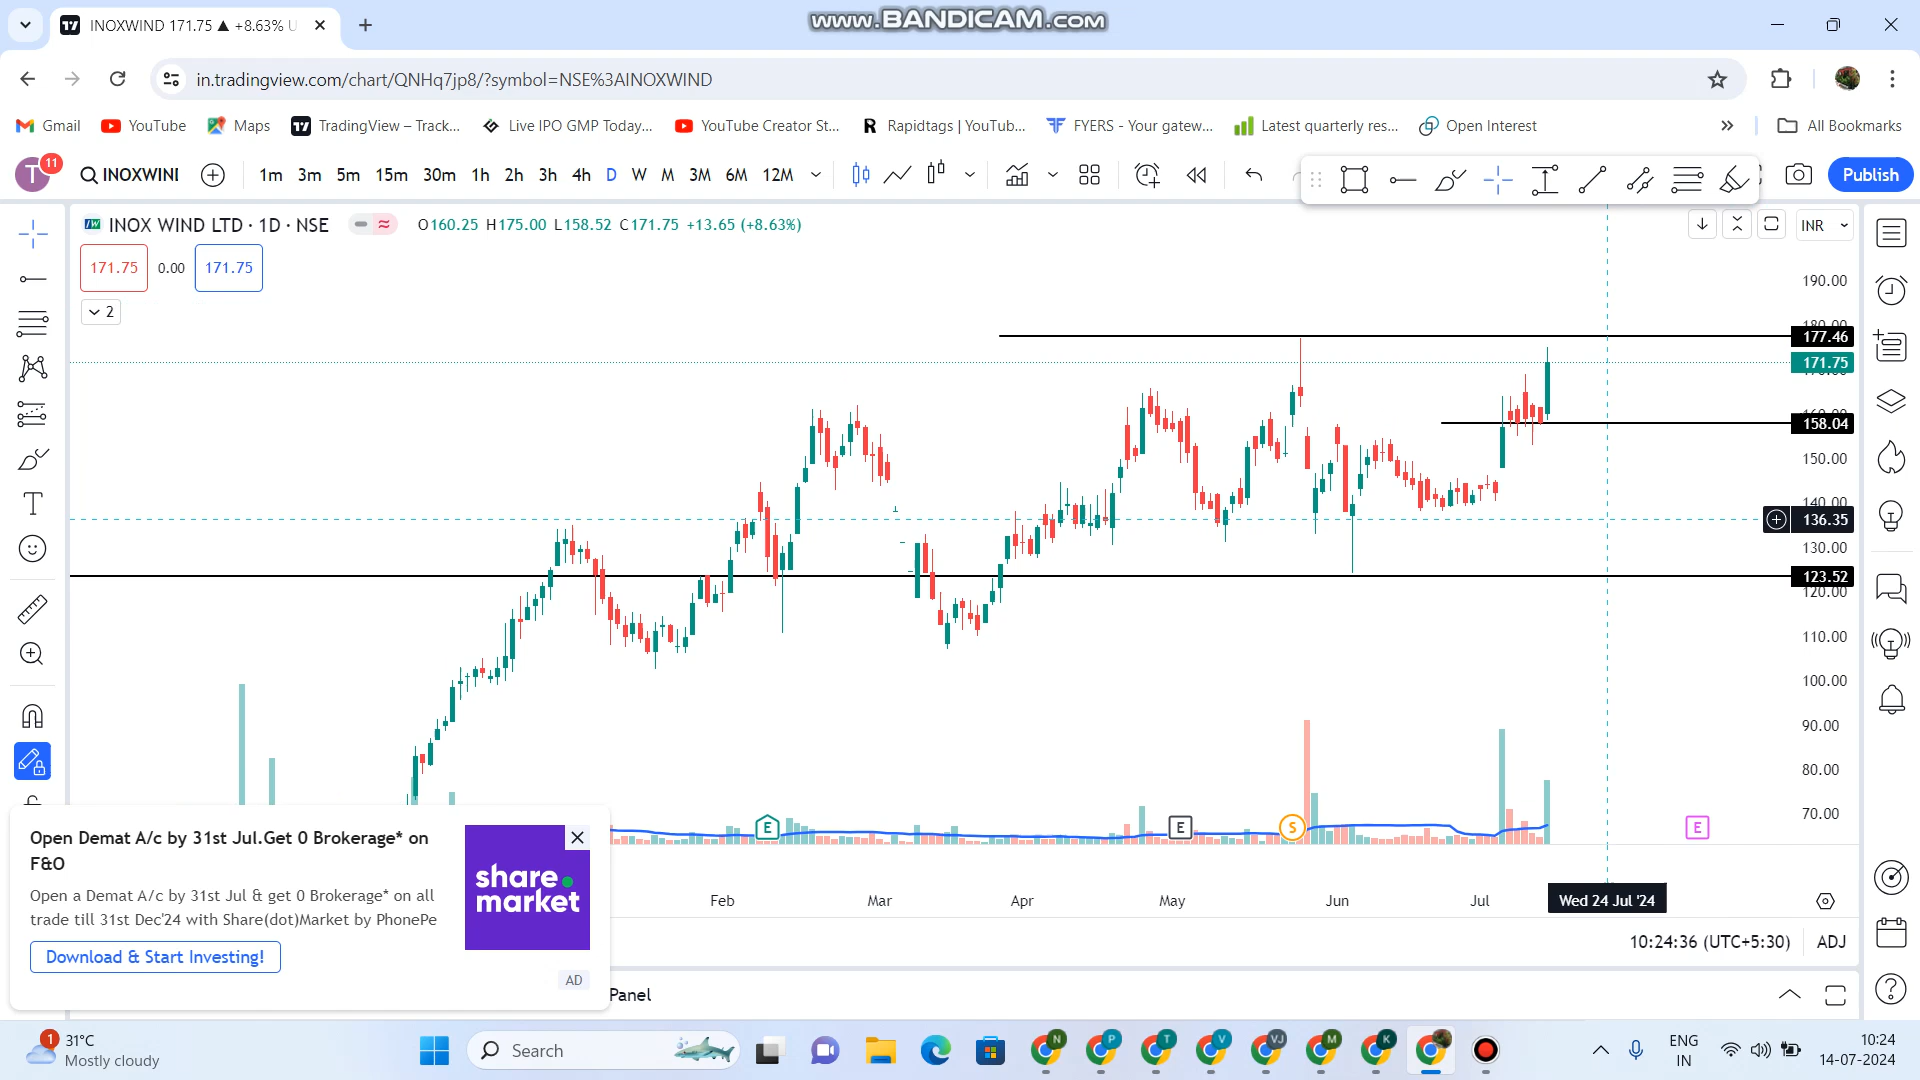 INOXWIND 171.75 ▲ +8.63% U
www.BANDICAM.com
in.tradingview.com/chart/QNHq7jp8/?symbol=NSE%3AINOXWIND
Gmail YouTube Maps TradingView – Track... Live IPO GMP Today... YouTube Creator St... Rapidtags | YouTub... FYERS - Your gatew... Latest quarterly res... Open Interest All Bookmarks
T 11 INOXWINI 1m 3m 5m 15m 30m 1h 2h 3h 4h D W M 3M 6M 12M Publish
INOX WIND LTD · 1D · NSE O160.25 H175.00 L158.52 C171.75 +13.65 (+8.63%) INR
171.75 0.00 171.75
2
190.00
177.46
171.75
158.04
150.00
140.00
136.35
130.00
123.52
120.00
110.00
100.00
90.00
80.00
70.00
E E S E
Feb Mar Apr May Jun Jul Wed 24 Jul '24
10:24:36 (UTC+5:30) ADJ
Panel
Open Demat A/c by 31st Jul.Get 0 Brokerage* on
F&O
Open a Demat A/c by 31st Jul & get 0 Brokerage* on all
trade till 31st Dec'24 with Share(dot)Market by PhonePe
Download & Start Investing!
share.
market
AD
1 31°C
Mostly cloudy
Search
N P T V VJ M K
ENG
IN
10:24
14-07-2024